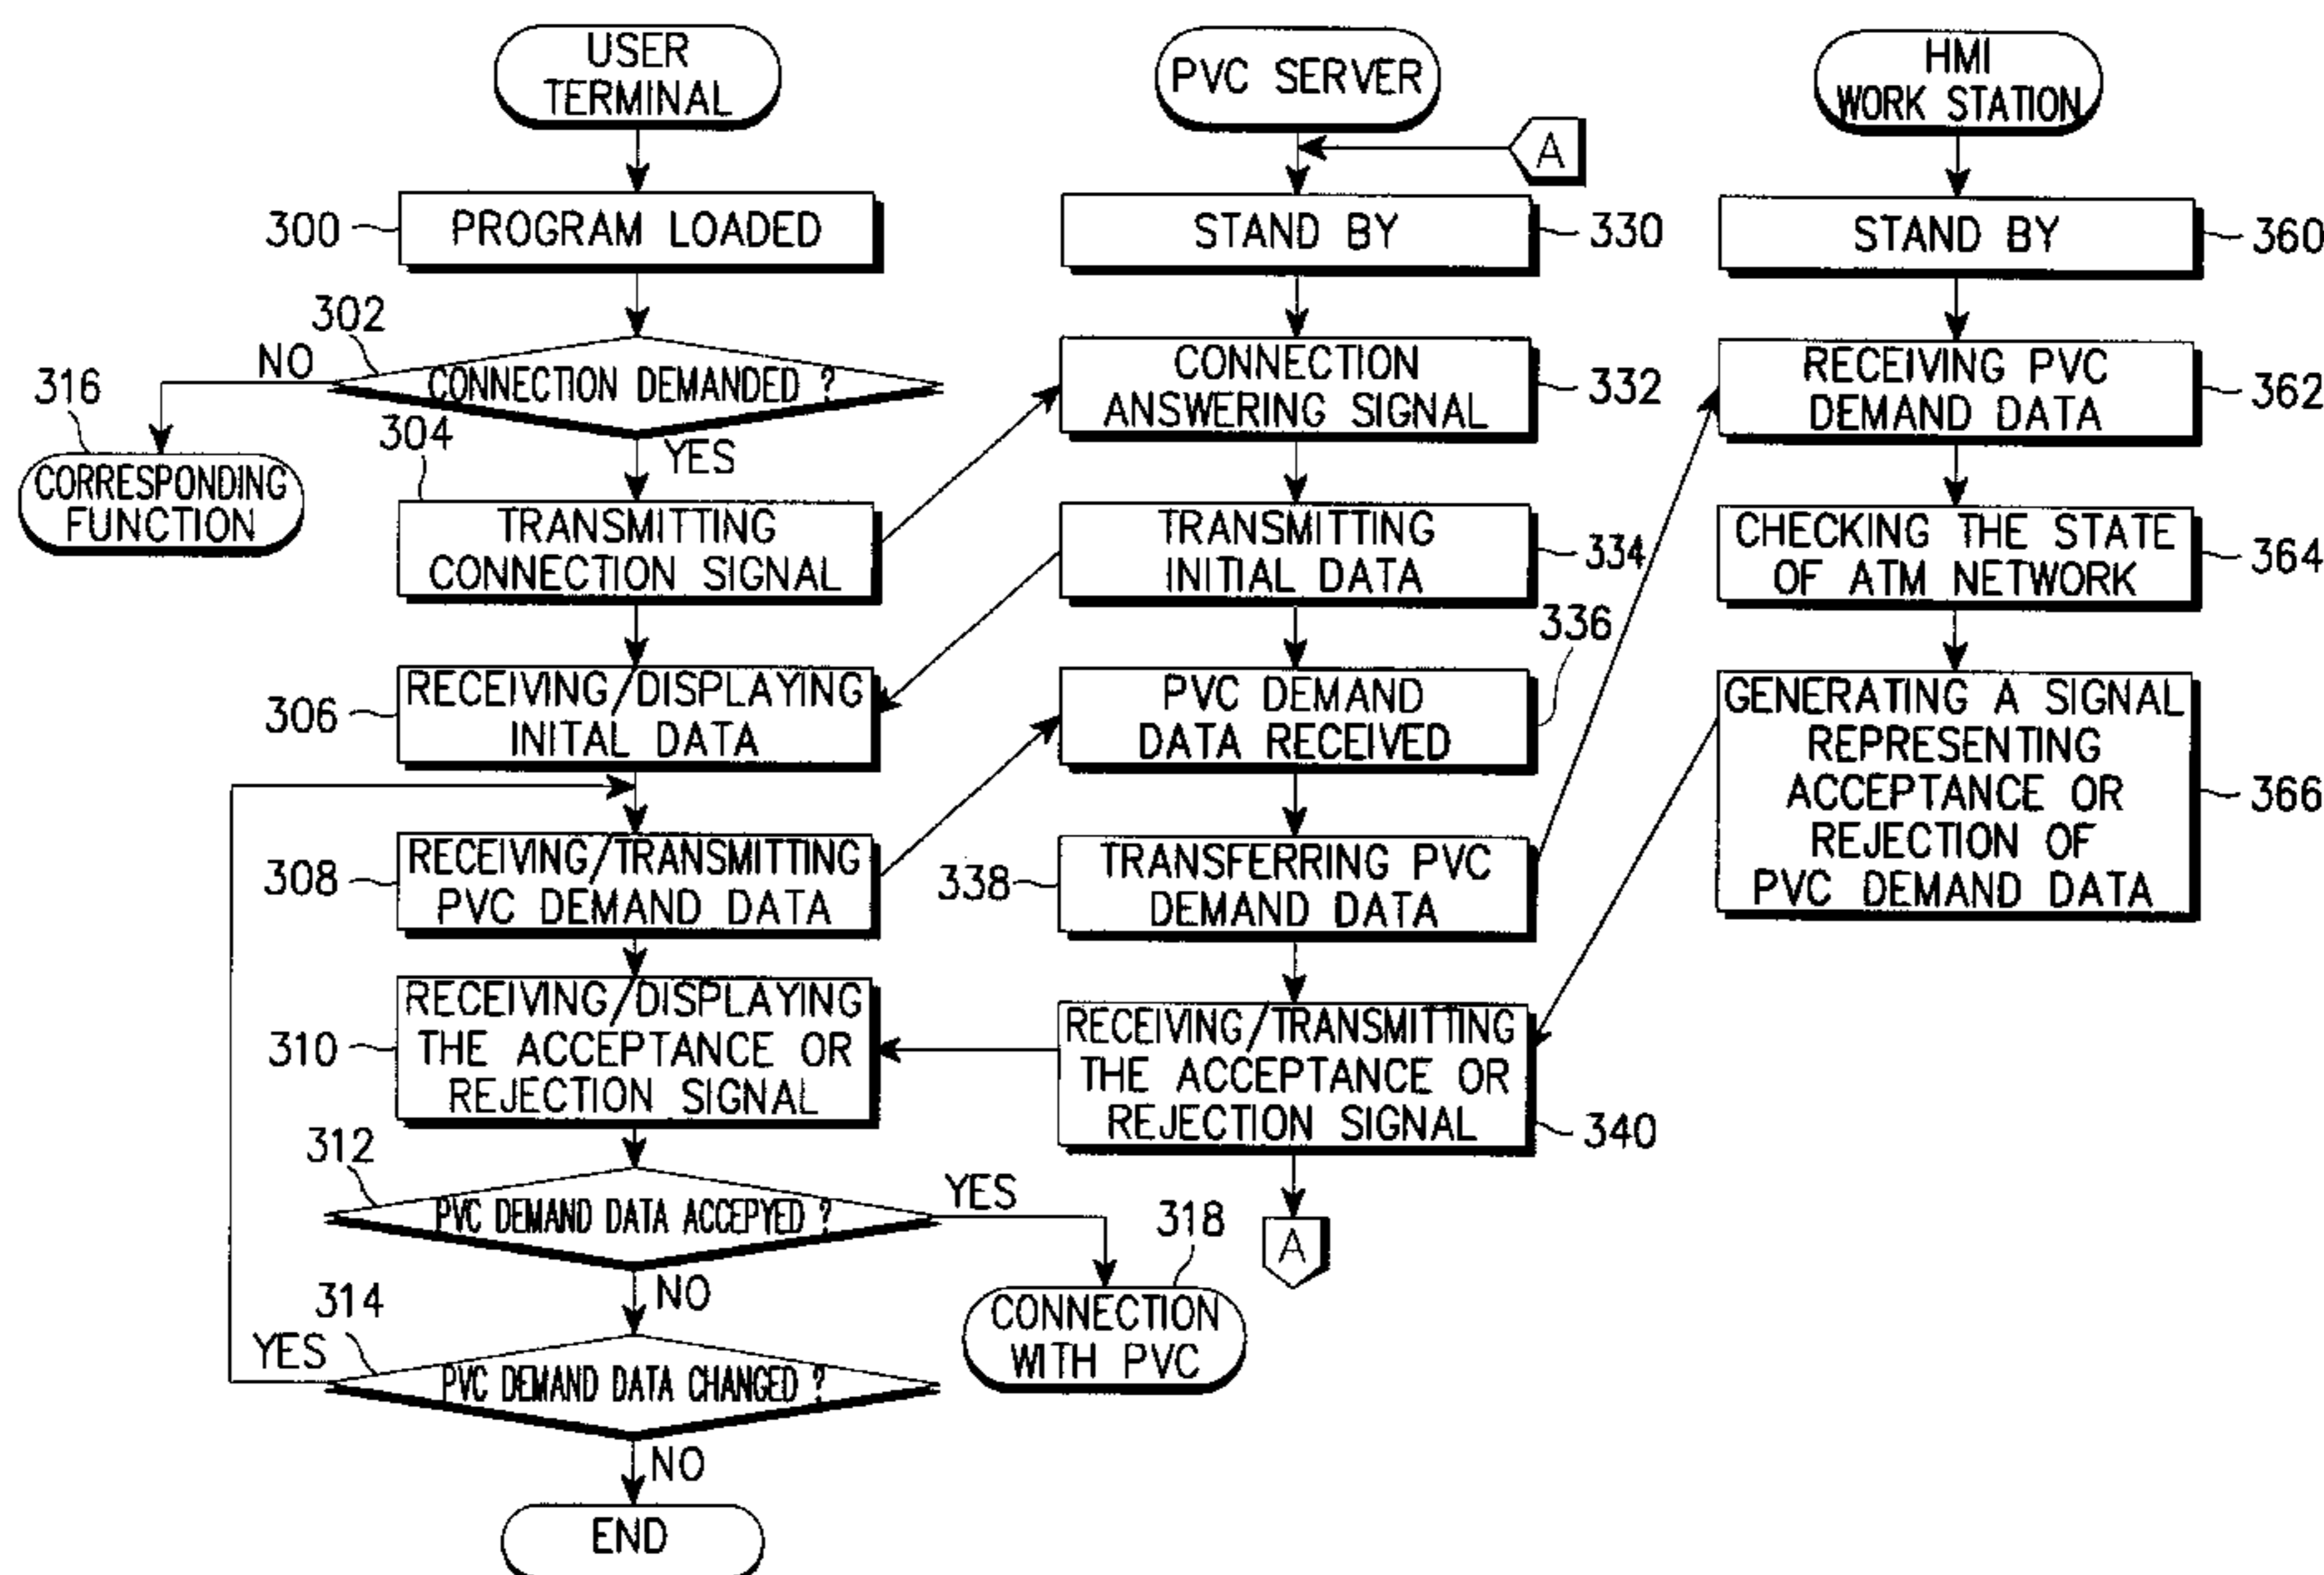 USER
TERMINAL
300
PROGRAM LOADED
302
CONNECTION DEMANDED ?
NO
YES
316
CORRESPONDING
FUNCTION
304
TRANSMITTING
CONNECTION SIGNAL
306
RECEIVING/DISPLAYING
INITAL DATA
308
RECEIVING/TRANSMITTING
PVC DEMAND DATA
310
RECEIVING/DISPLAYING
THE ACCEPTANCE OR
REJECTION SIGNAL
312
PVC DEMAND DATA ACCEPYED ?
YES
NO
318
CONNECTION
WITH PVC
314
YES
PVC DEMAND DATA CHANGED ?
NO
END
PVC SERVER
A
STAND BY
330
CONNECTION
ANSWERING SIGNAL
332
TRANSMITTING
INITIAL DATA
334
336
PVC DEMAND
DATA RECEIVED
338
TRANSFERRING PVC
DEMAND DATA
RECEIVING/TRANSMITTING
THE ACCEPTANCE OR
REJECTION SIGNAL
340
A
HMI
WORK STATION
STAND BY
360
RECEIVING PVC
DEMAND DATA
362
CHECKING THE STATE
OF ATM NETWORK
364
GENERATING A SIGNAL
REPRESENTING
ACCEPTANCE OR
REJECTION OF
PVC DEMAND DATA
366